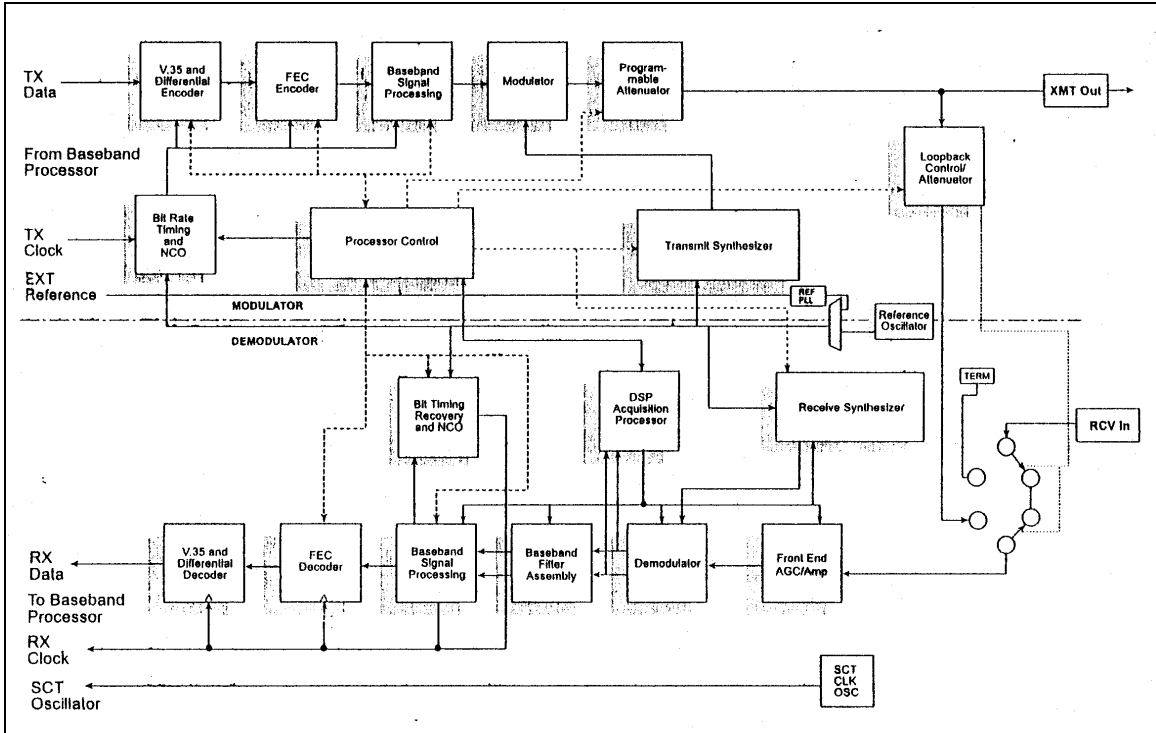 TX
Data
V.35 and
Differential
Encoder
FEC
Encoder
Baseband
Signal
Processing
Modulator
Program-
mable
Attenuator
XMT Out
From Baseband
Processor
Loopback
Control/
Attenuator
TX
Clock
Bit Rate
Timing
and
NCO
Processor Control
Transmit Synthesizer
EXT
Reference
MODULATOR
REF
PLL
Reference
Oscillator
DEMODULATOR
Bit Timing
Recovery
and NCO
DSP
Acquisition
Processor
Receive Synthesizer
TERM
RCV In
RX
Data
V.35 and
Differential
Decoder
FEC
Decoder
Baseband
Signal
Processing
Baseband
Filter
Assembly
Demodulator
Front End
AGC/Amp
To Baseband
Processor
RX
Clock
SCT
Oscillator
SCT
CLK
OSC